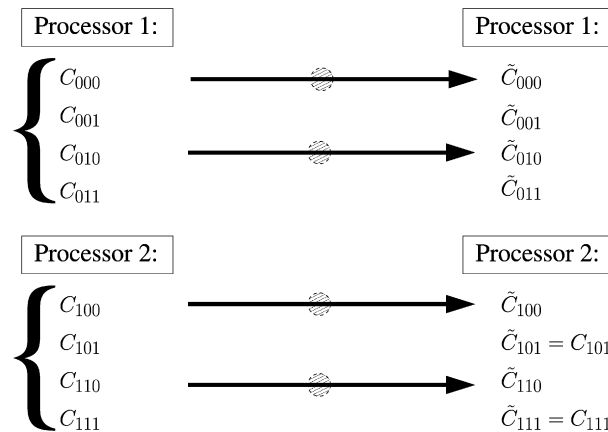 Processor 1: Processor 1:
C000 C̃000
C001 C̃001
C010 C̃010
C011 C̃011
Processor 2: Processor 2:
C100 C̃100
C101 C̃101 = C101
C110 C̃110
C111 C̃111 = C111